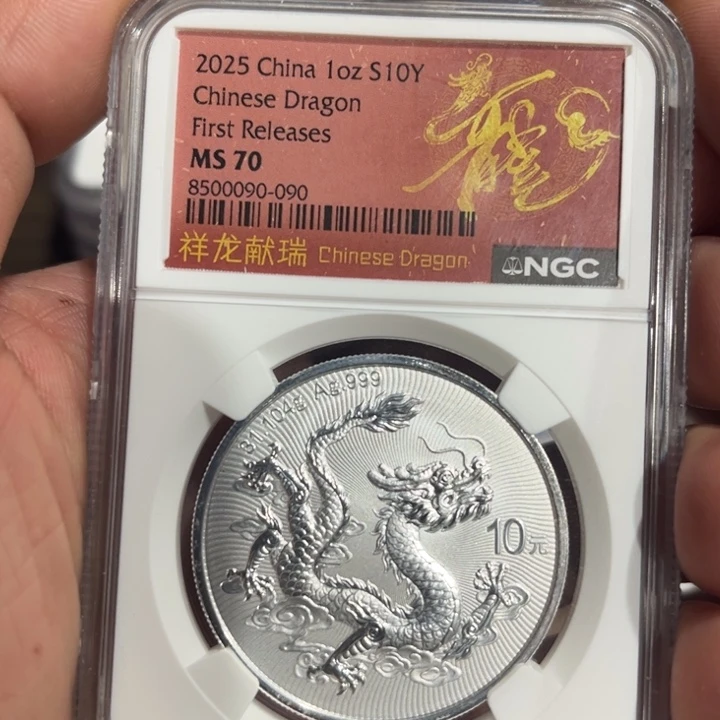 2025 China 1oz S10Y
Chinese Dragon
First Releases
MS 70
8500090-090
祥龙献瑞 Chinese Dragon
NGC
龍
31.104g Ag.999
10元